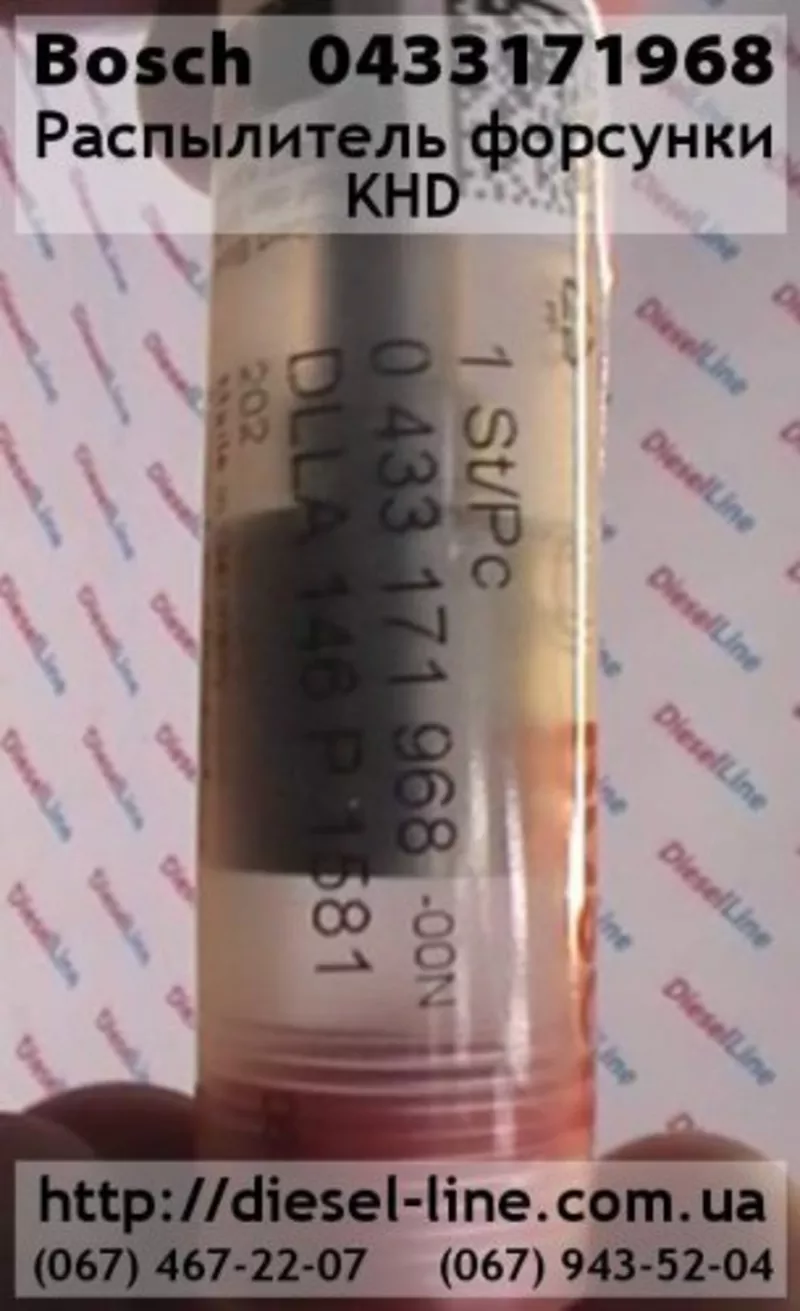 Bosch 0433171968
Распылитель форсунки
KHD
1 St/Pc
0 433 171 968 -00N
DLLA 146 P 1581
202
DieselLine
http://diesel-line.com.ua
(067) 467-22-07 (067) 943-52-04